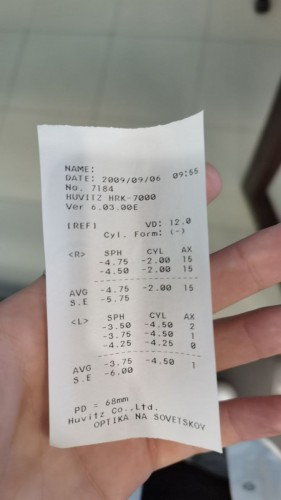 NAME:
DATE: 2009/09/06 09:55
No. 7184
HUVITZ HRK-7000
Ver 6.03.00E
[REF] VD: 12.0
Cyl. Form: (-)
<R> SPH CYL AX
-4.75 -2.00 15
-4.50 -2.00 15
AVG -4.75 -2.00 15
S.E -5.75
<L> SPH CYL AX
-3.50 -4.50 2
-3.75 -4.50 1
-4.25 -4.25 0
AVG -3.75 -4.50 1
S.E -6.00
PD = 68mm
Huvitz Co.,Ltd.
OPTIKA NA SOVETSKOY